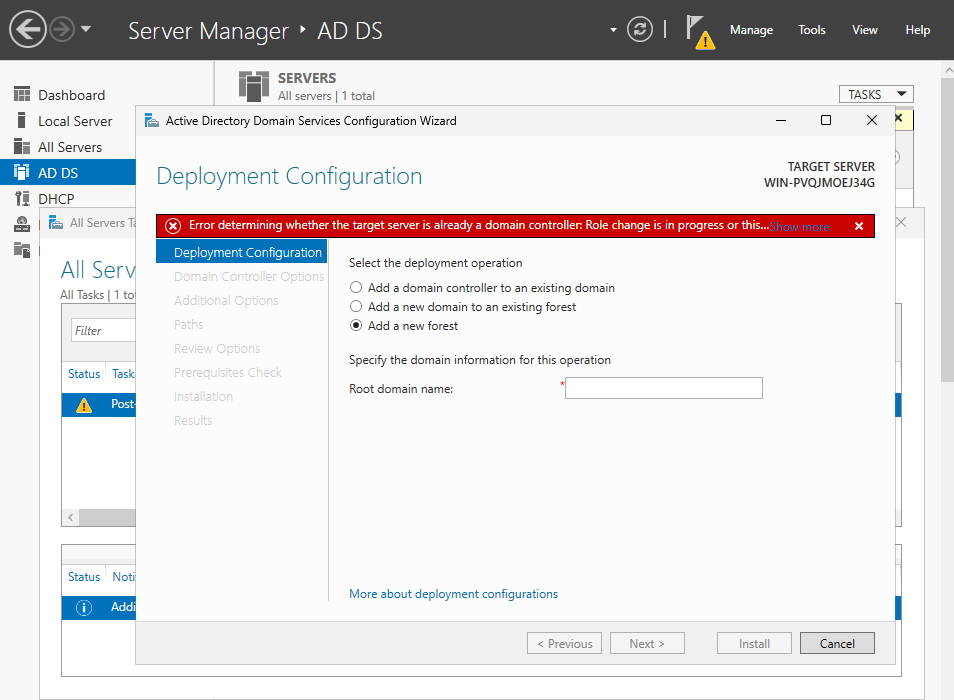 Server Manager ‣ AD DS
Manage Tools View Help
Dashboard
Local Server
All Servers
AD DS
DHCP
SERVERS
All servers | 1 total
TASKS
All Servers Ta
All Serv
All Tasks | 1 to
Filter
Status Task
Post-
Status Noti
Addi
Active Directory Domain Services Configuration Wizard
Deployment Configuration
TARGET SERVER
WIN-PVQJMOEJ34G
Error determining whether the target server is already a domain controller: Role change is in progress or this... Show more
Deployment Configuration
Domain Controller Options
Additional Options
Paths
Review Options
Prerequisites Check
Installation
Results
Select the deployment operation
Add a domain controller to an existing domain
Add a new domain to an existing forest
Add a new forest
Specify the domain information for this operation
Root domain name: *
More about deployment configurations
< Previous Next > Install Cancel